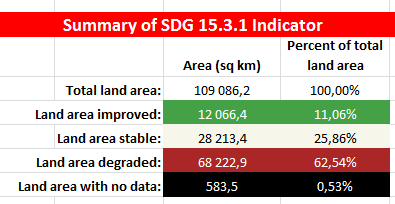 Summary of SDG 15.3.1 Indicator
Area (sq km) Percent of total land area
Total land area: 109 086,2 100,00%
Land area improved: 12 066,4 11,06%
Land area stable: 28 213,4 25,86%
Land area degraded: 68 222,9 62,54%
Land area with no data: 583,5 0,53%